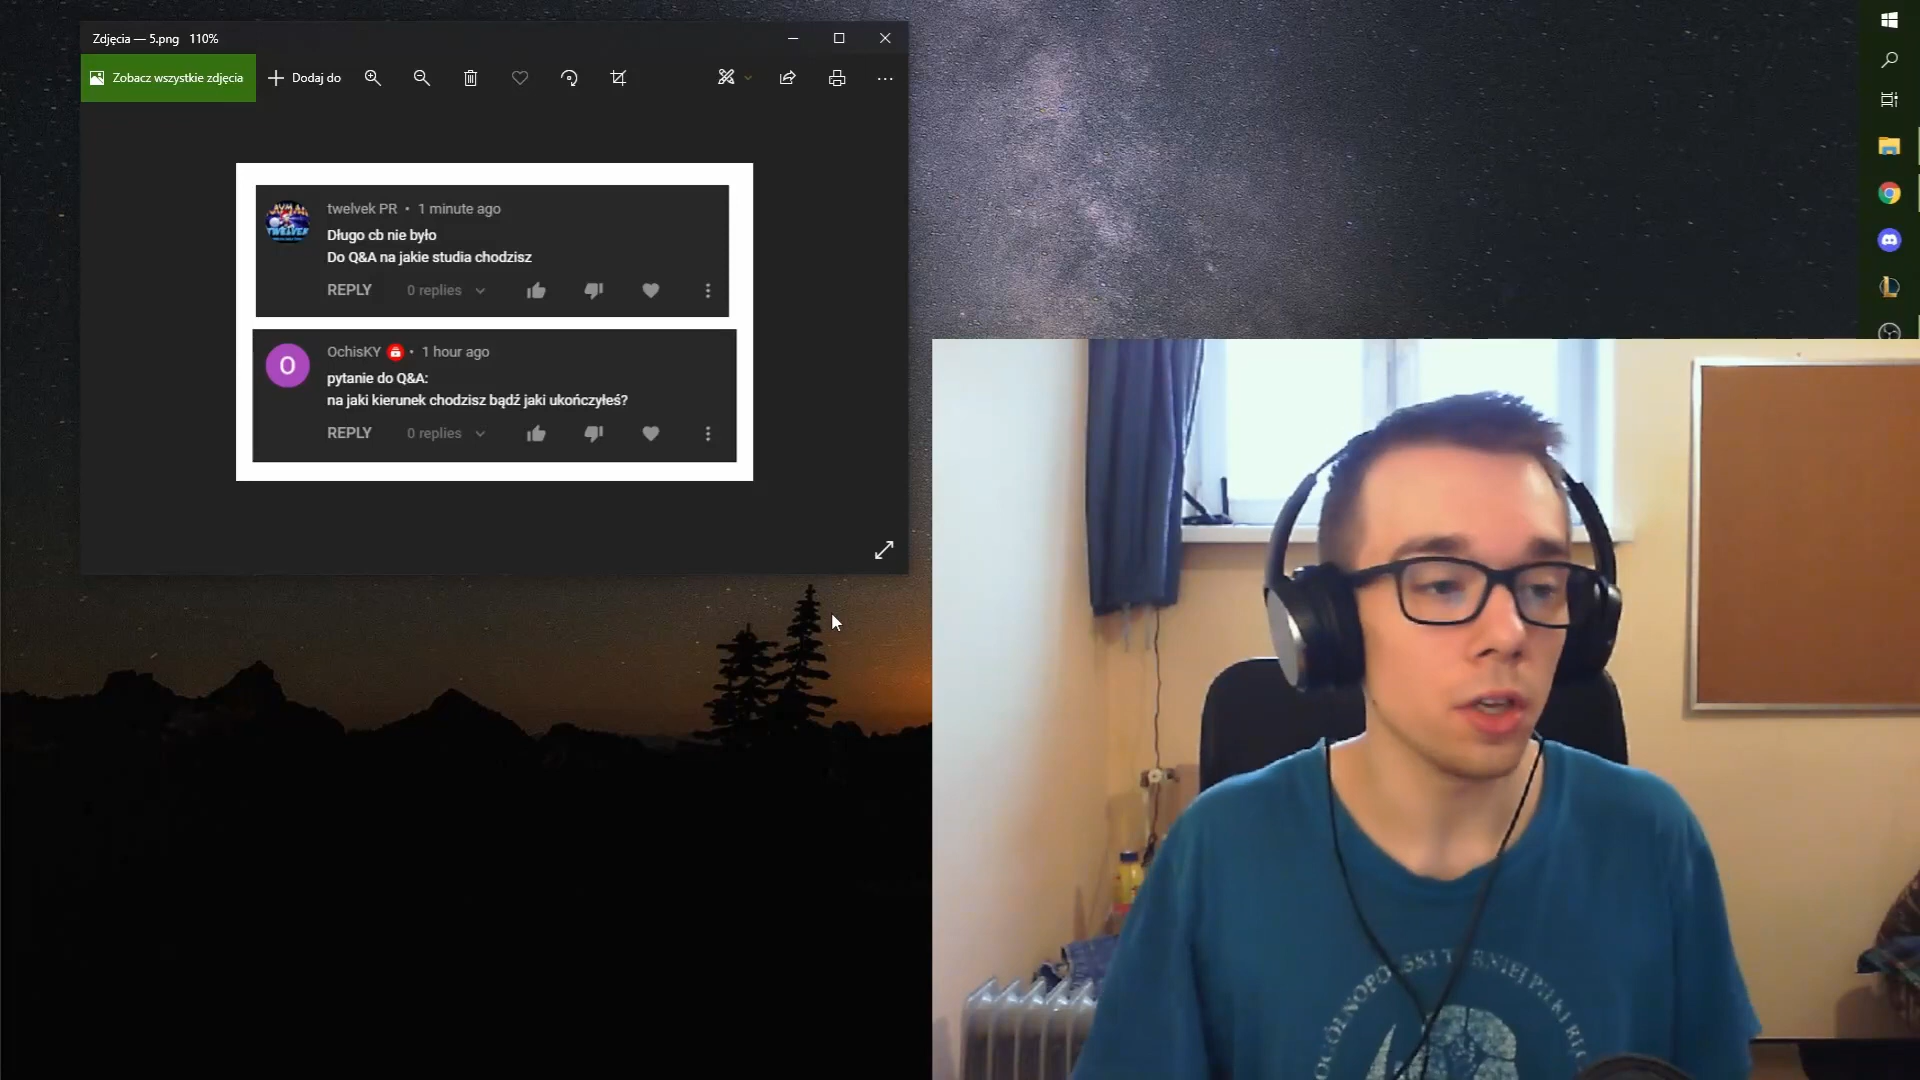 Zdjęcia — 5.png 110%
Zobacz wszystkie zdjęcia
Dodaj do
twelvek PR • 1 minute ago
Długo cb nie było
Do Q&A na jakie studia chodzisz
REPLY 0 replies
O
OchisKY • 1 hour ago
pytanie do Q&A:
na jaki kierunek chodzisz bądź jaki ukończyłeś?
REPLY 0 replies